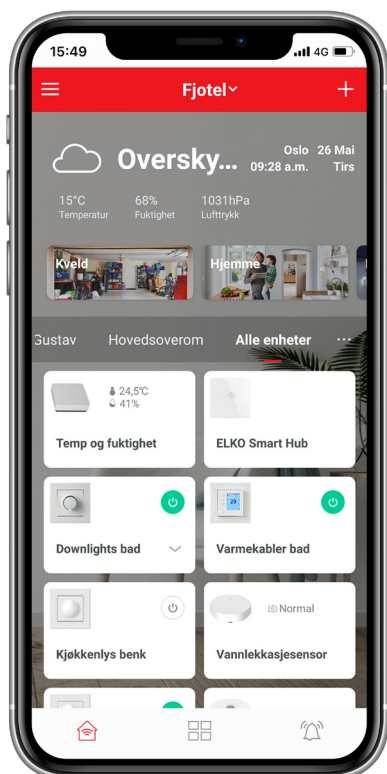 15:49
4G
Fjotel
Oversky...
Oslo 26 Mai
09:28 a.m. Tirs
15°C 68% 1031hPa
Temperatur Fuktighet Lufttrykk
Kveld Hjemme
Gustav Hovedsoverom Alle enheter ...
24,5°C
41%
Temp og fuktighet ELKO Smart Hub
20
Downlights bad Varmekabler bad
Normal
Kjøkkenlys benk Vannlekkasjesensor